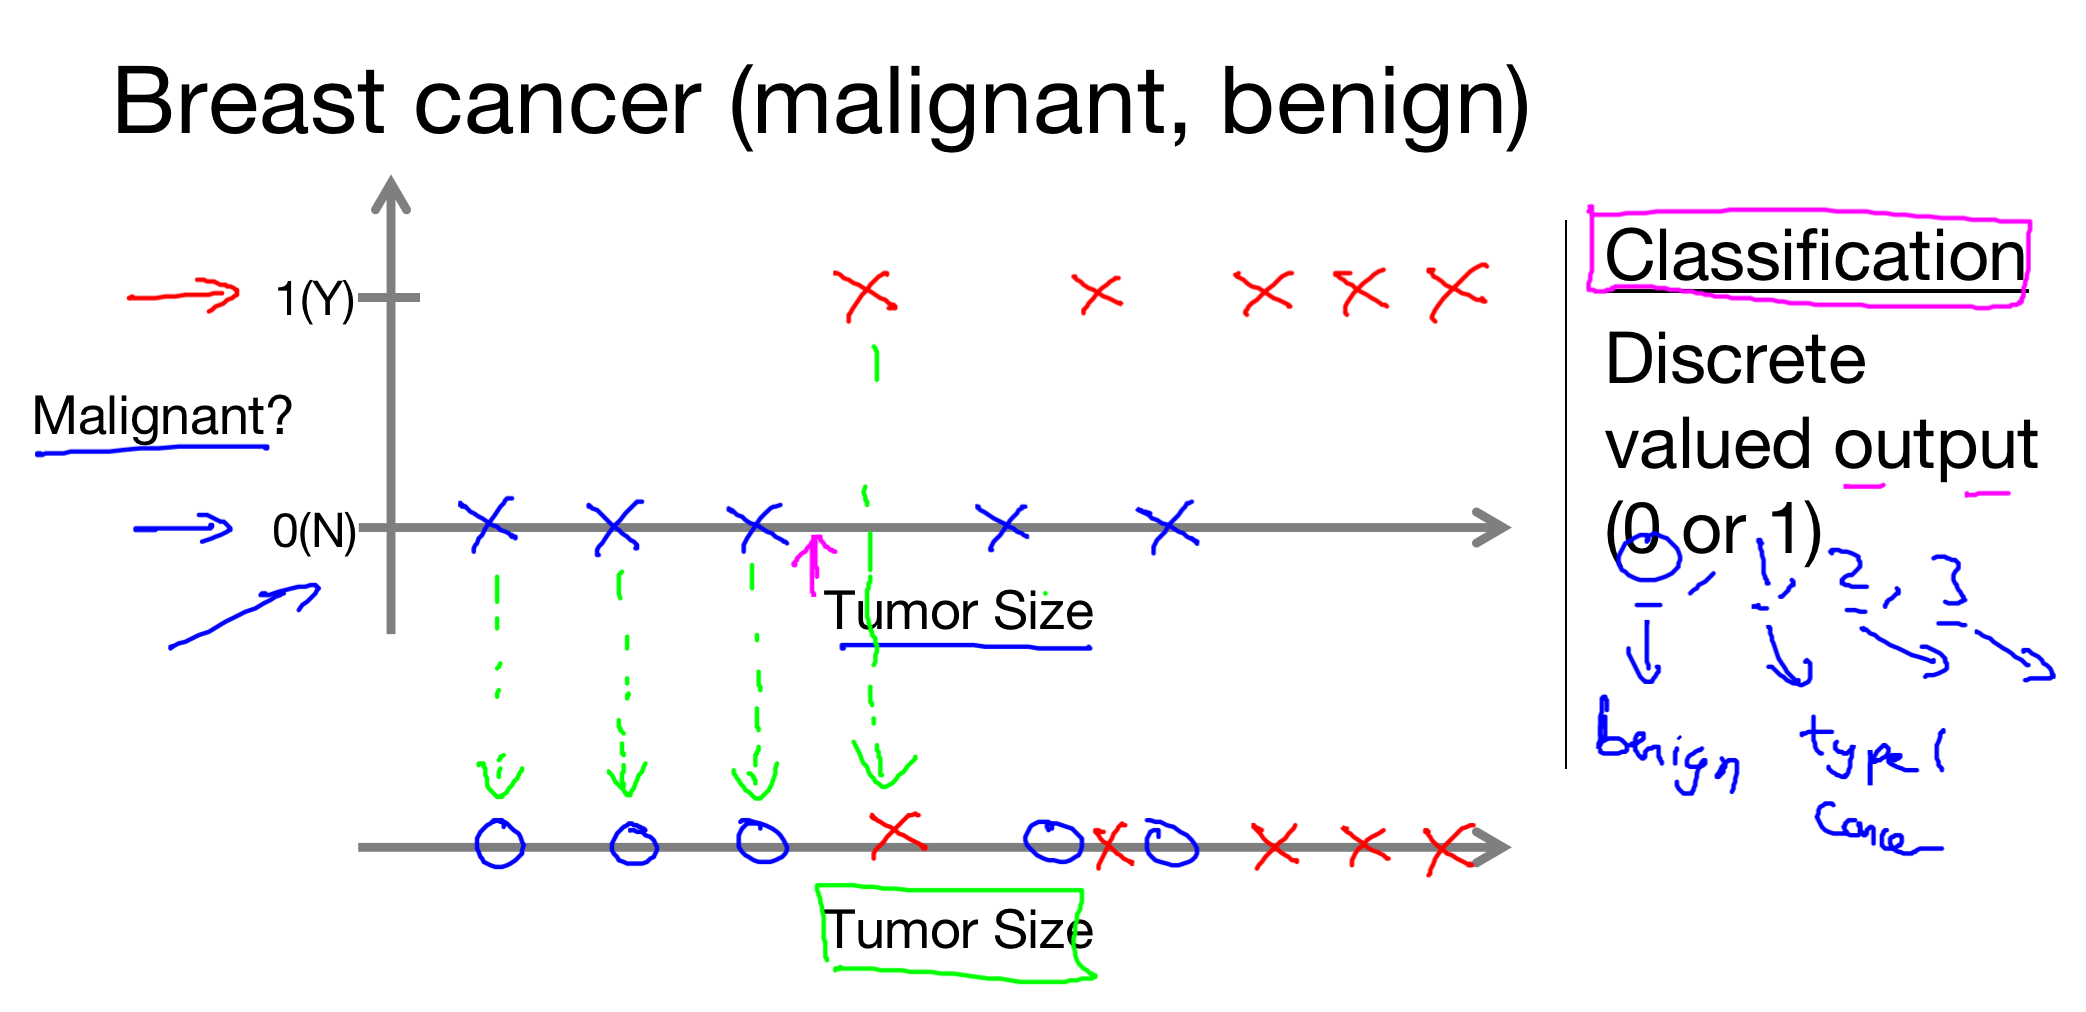 Breast cancer (malignant, benign)
1(Y)
Malignant?
0(N)
Tumor Size
Tumor Size
Classification
Discrete
valued output
(0 or 1)
0, 1, 2, 3
benign
type 1
cancer